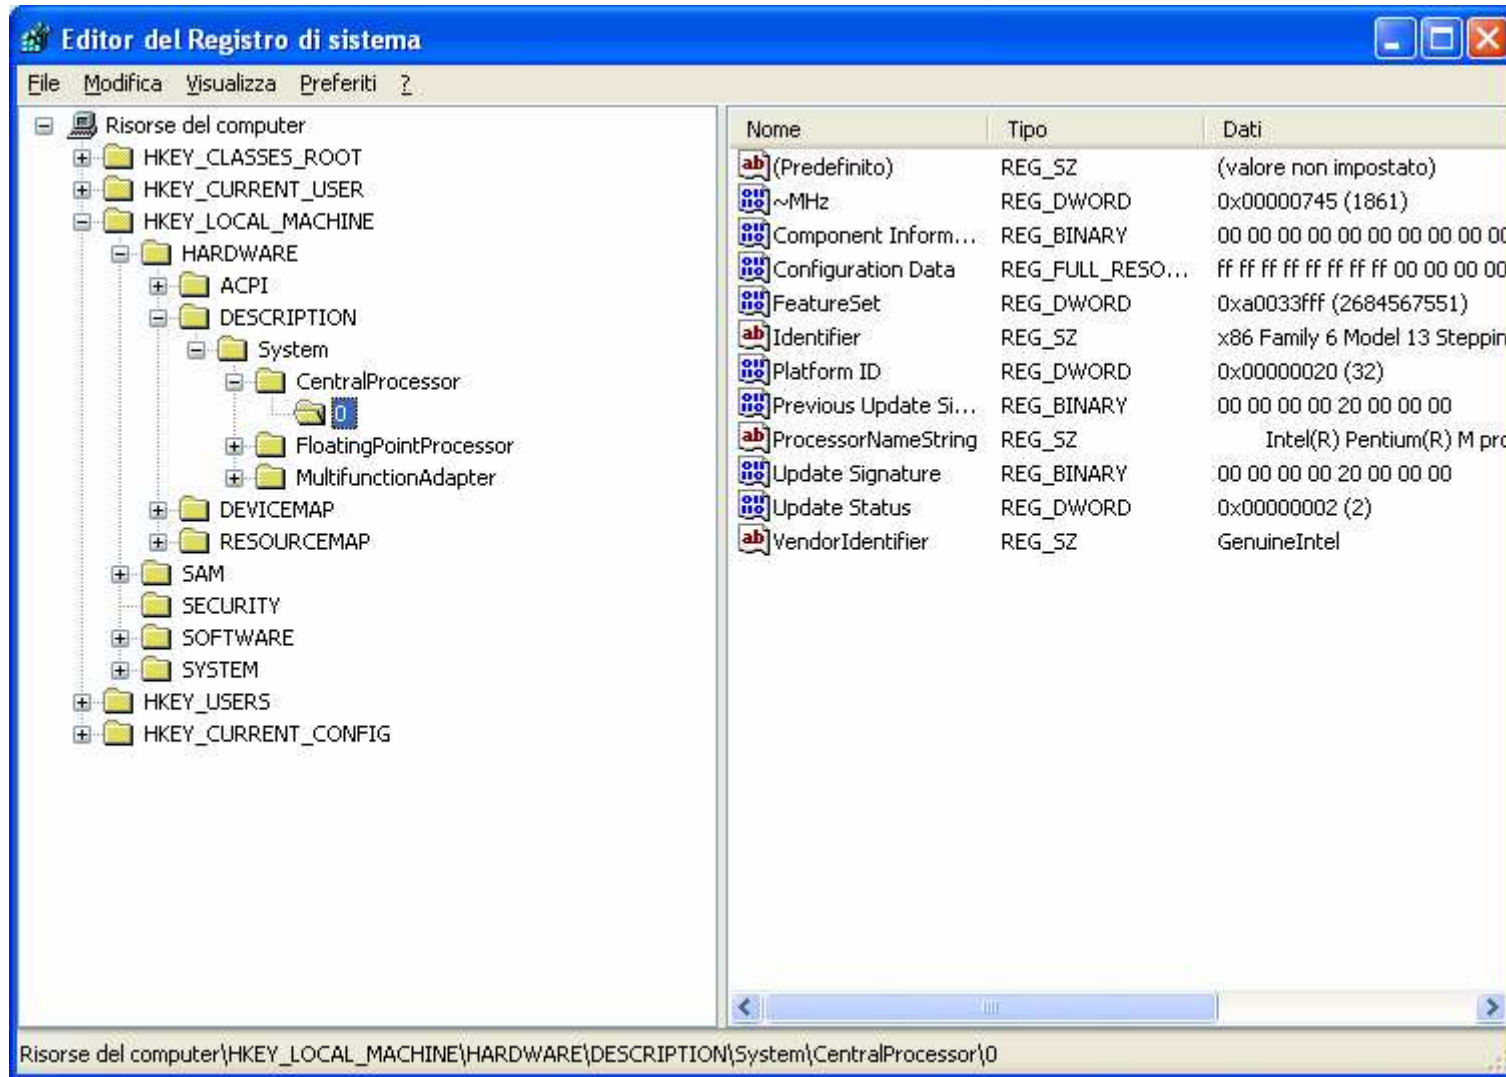 Editor del Registro di sistema
File Modifica Visualizza Preferiti ?
Risorse del computer
HKEY_CLASSES_ROOT
HKEY_CURRENT_USER
HKEY_LOCAL_MACHINE
HARDWARE
ACPI
DESCRIPTION
System
CentralProcessor
0
FloatingPointProcessor
MultifunctionAdapter
DEVICEMAP
RESOURCEMAP
SAM
SECURITY
SOFTWARE
SYSTEM
HKEY_USERS
HKEY_CURRENT_CONFIG
Nome Tipo Dati
(Predefinito) REG_SZ (valore non impostato)
~MHz REG_DWORD 0x00000745 (1861)
Component Inform... REG_BINARY 00 00 00 00 00 00 00 00 00 00
Configuration Data REG_FULL_RESO... ff ff ff ff ff ff ff ff 00 00 00 00
FeatureSet REG_DWORD 0xa0033fff (2684567551)
Identifier REG_SZ x86 Family 6 Model 13 Steppin
Platform ID REG_DWORD 0x00000020 (32)
Previous Update Si... REG_BINARY 00 00 00 00 20 00 00 00
ProcessorNameString REG_SZ Intel(R) Pentium(R) M pro
Update Signature REG_BINARY 00 00 00 00 20 00 00 00
Update Status REG_DWORD 0x00000002 (2)
VendorIdentifier REG_SZ GenuineIntel
Risorse del computer\HKEY_LOCAL_MACHINE\HARDWARE\DESCRIPTION\System\CentralProcessor\0